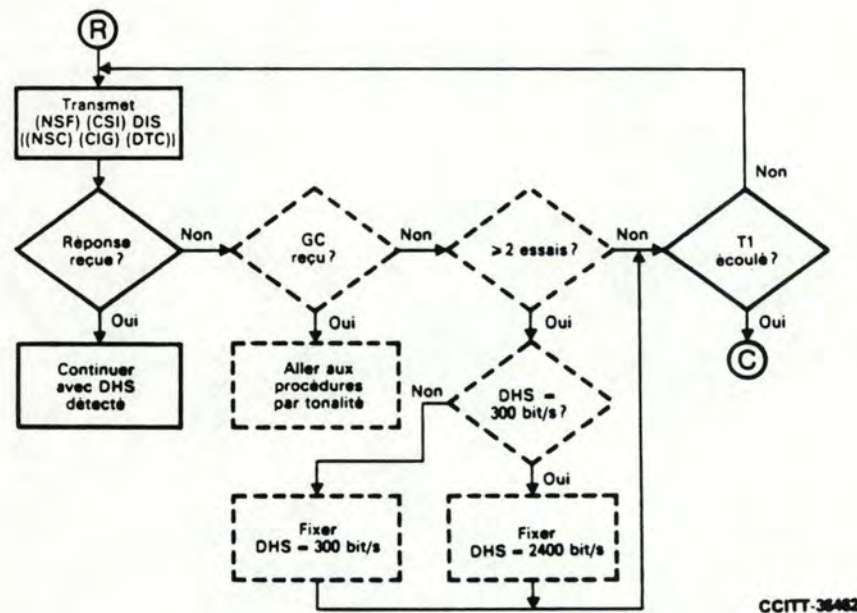 R
Transmet
(NSF) (CSI) DIS
((NSC) (CIG) (DTC))
Réponse
reçue ?
Non
Oui
Continuer
avec DHS
détecté
GC
reçu ?
Non
Oui
Aller aux
procédures
par tonalité
≥ 2 essais ?
Non
Oui
DHS =
300 bit/s ?
Non
Oui
Fixer
DHS = 300 bit/s
Fixer
DHS = 2400 bit/s
T1
écoulé ?
Non
Oui
C